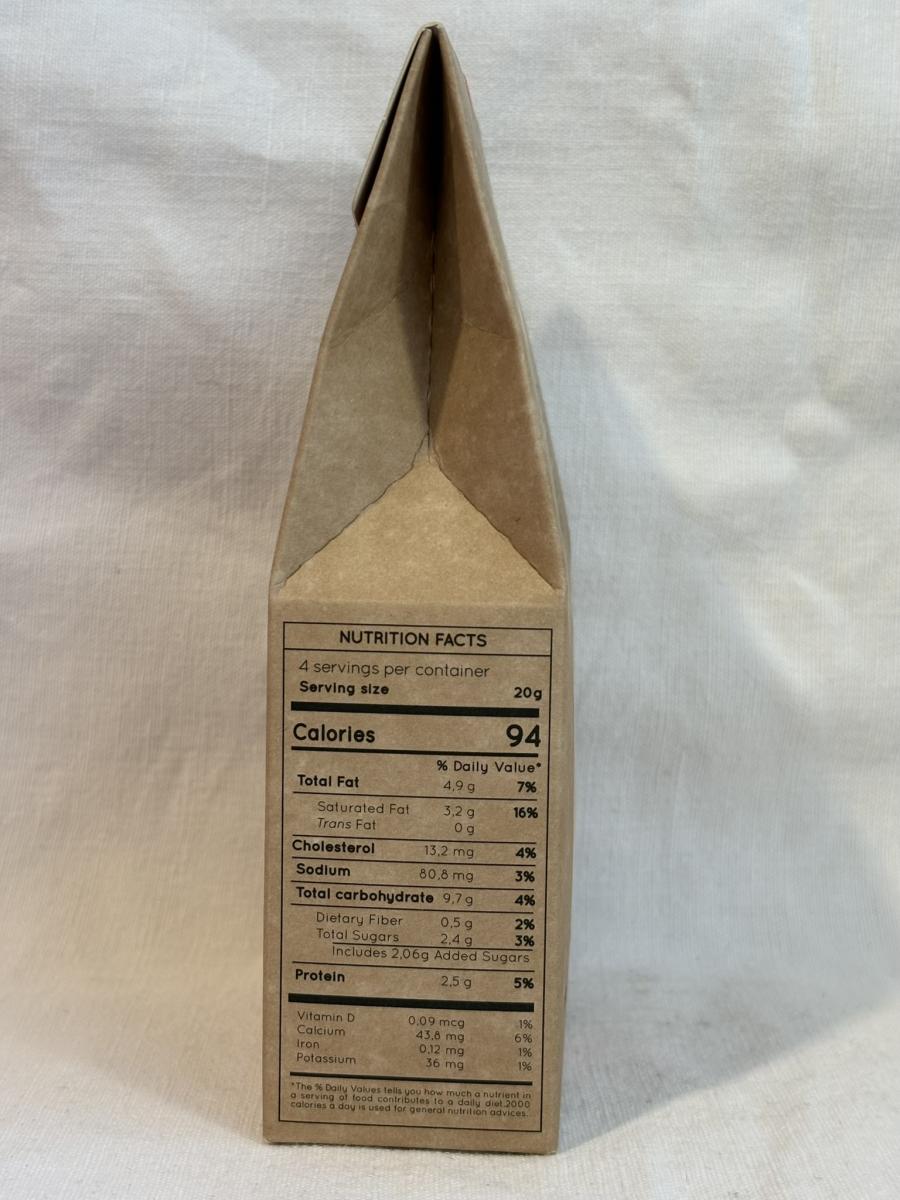 NUTRITION FACTS
4 servings per container
Serving size 20g
Calories 94
% Daily Value*
Total Fat 4,9 g 7%
Saturated Fat 3,2 g 16%
Trans Fat 0 g
Cholesterol 13,2 mg 4%
Sodium 80,8 mg 3%
Total carbohydrate 9,7 g 4%
Dietary Fiber 0,5 g 2%
Total Sugars 2,4 g 3%
Includes 2,06g Added Sugars
Protein 2,5 g 5%
Vitamin D 0,09 mcg 1%
Calcium 43,8 mg 6%
Iron 0,12 mg 1%
Potassium 36 mg 1%
*The % Daily Values tells you how much a nutrient in
a serving of food contributes to a daily diet.2000
calories a day is used for general nutrition advices.